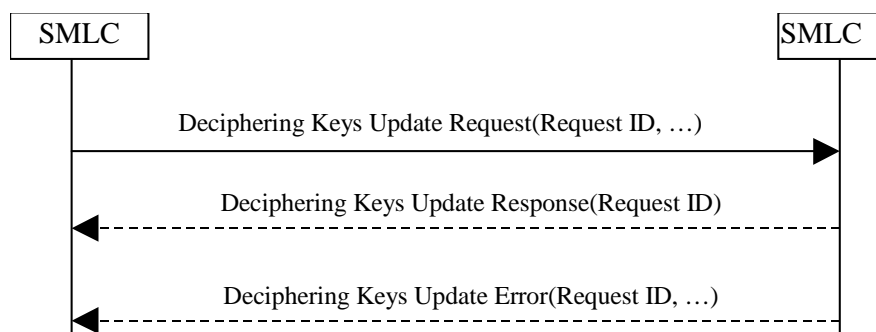 SMLC
SMLC
Deciphering Keys Update Request(Request ID, …)
Deciphering Keys Update Response(Request ID)
Deciphering Keys Update Error(Request ID, …)